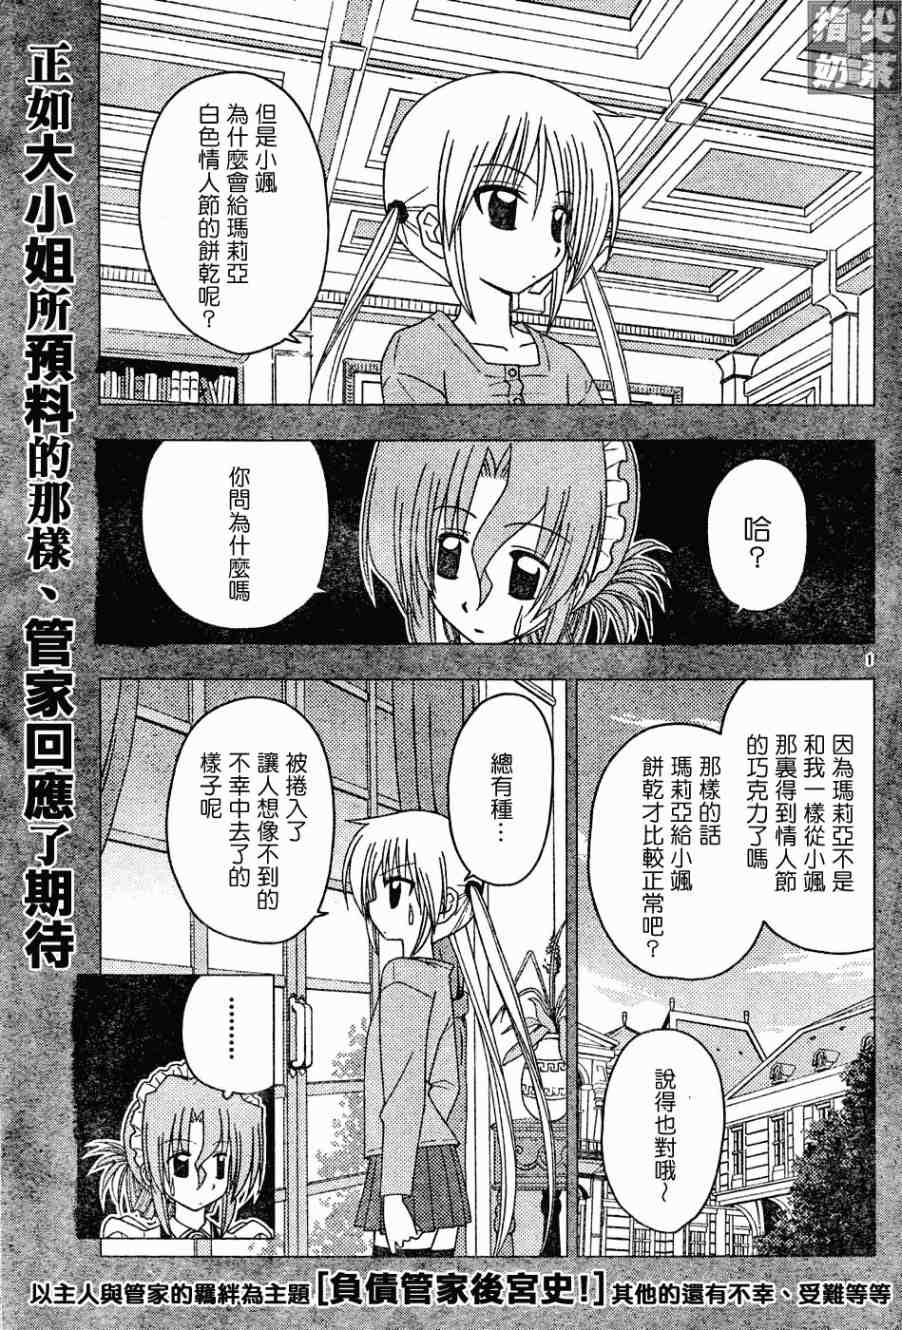 指尖
奶茶
正如大小姐所預料的那樣、管家回應了期待
但是小颯
為什麼會給瑪莉亞
白色情人節的餅乾呢？
哈？
你問為什麼嗎
1
因為瑪莉亞不是
和我一樣從小颯
那裏得到情人節
的巧克力了嗎
那樣的話
瑪莉亞給小颯
餅乾才比較正常吧？
說得也對哦～
總有種…
被捲入了
讓人想像不到的
不幸中去了的
樣子呢
………
以主人與管家的羈絆為主題［負債管家後宮史！］其他的還有不幸、受難等等